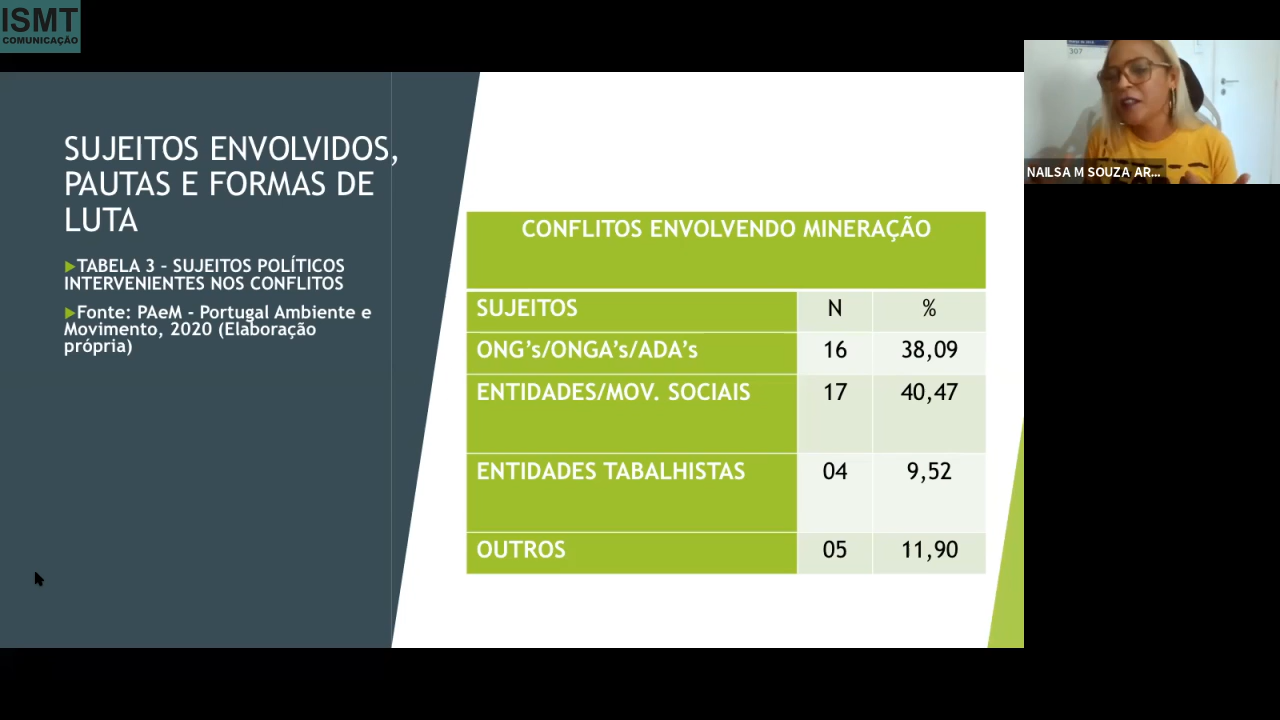 ISMT
COMUNICAÇÃO
307
NAILSA M SOUZA AR...
SUJEITOS ENVOLVIDOS,
PAUTAS E FORMAS DE
LUTA
TABELA 3 – SUJEITOS POLÍTICOS
INTERVENIENTES NOS CONFLITOS
Fonte: PAeM - Portugal Ambiente e
Movimento, 2020 (Elaboração
própria)
CONFLITOS ENVOLVENDO MINERAÇÃO
SUJEITOS N %
ONG’s/ONGA’s/ADA’s 16 38,09
ENTIDADES/MOV. SOCIAIS 17 40,47
ENTIDADES TABALHISTAS 04 9,52
OUTROS 05 11,90